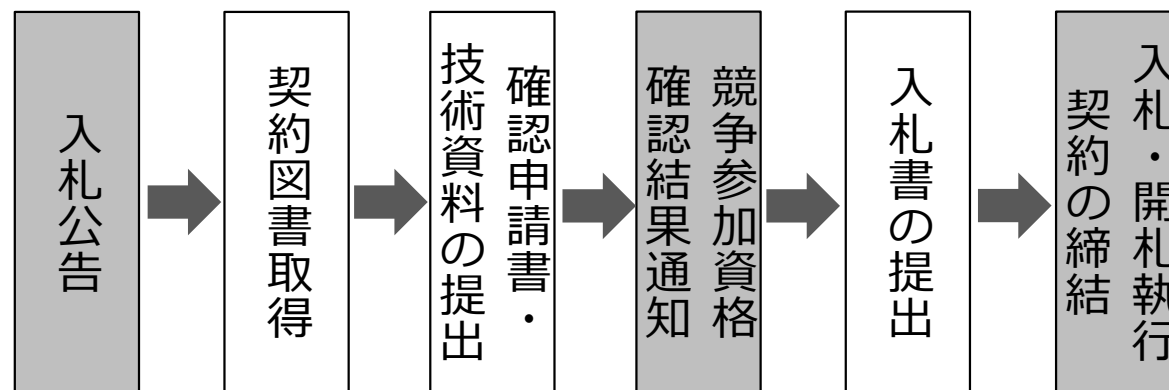 入札公告
契約図書取得
確認申請書・
技術資料の提出
競争参加資格
確認結果通知
入札書の提出
入札・開札執行
契約の締結